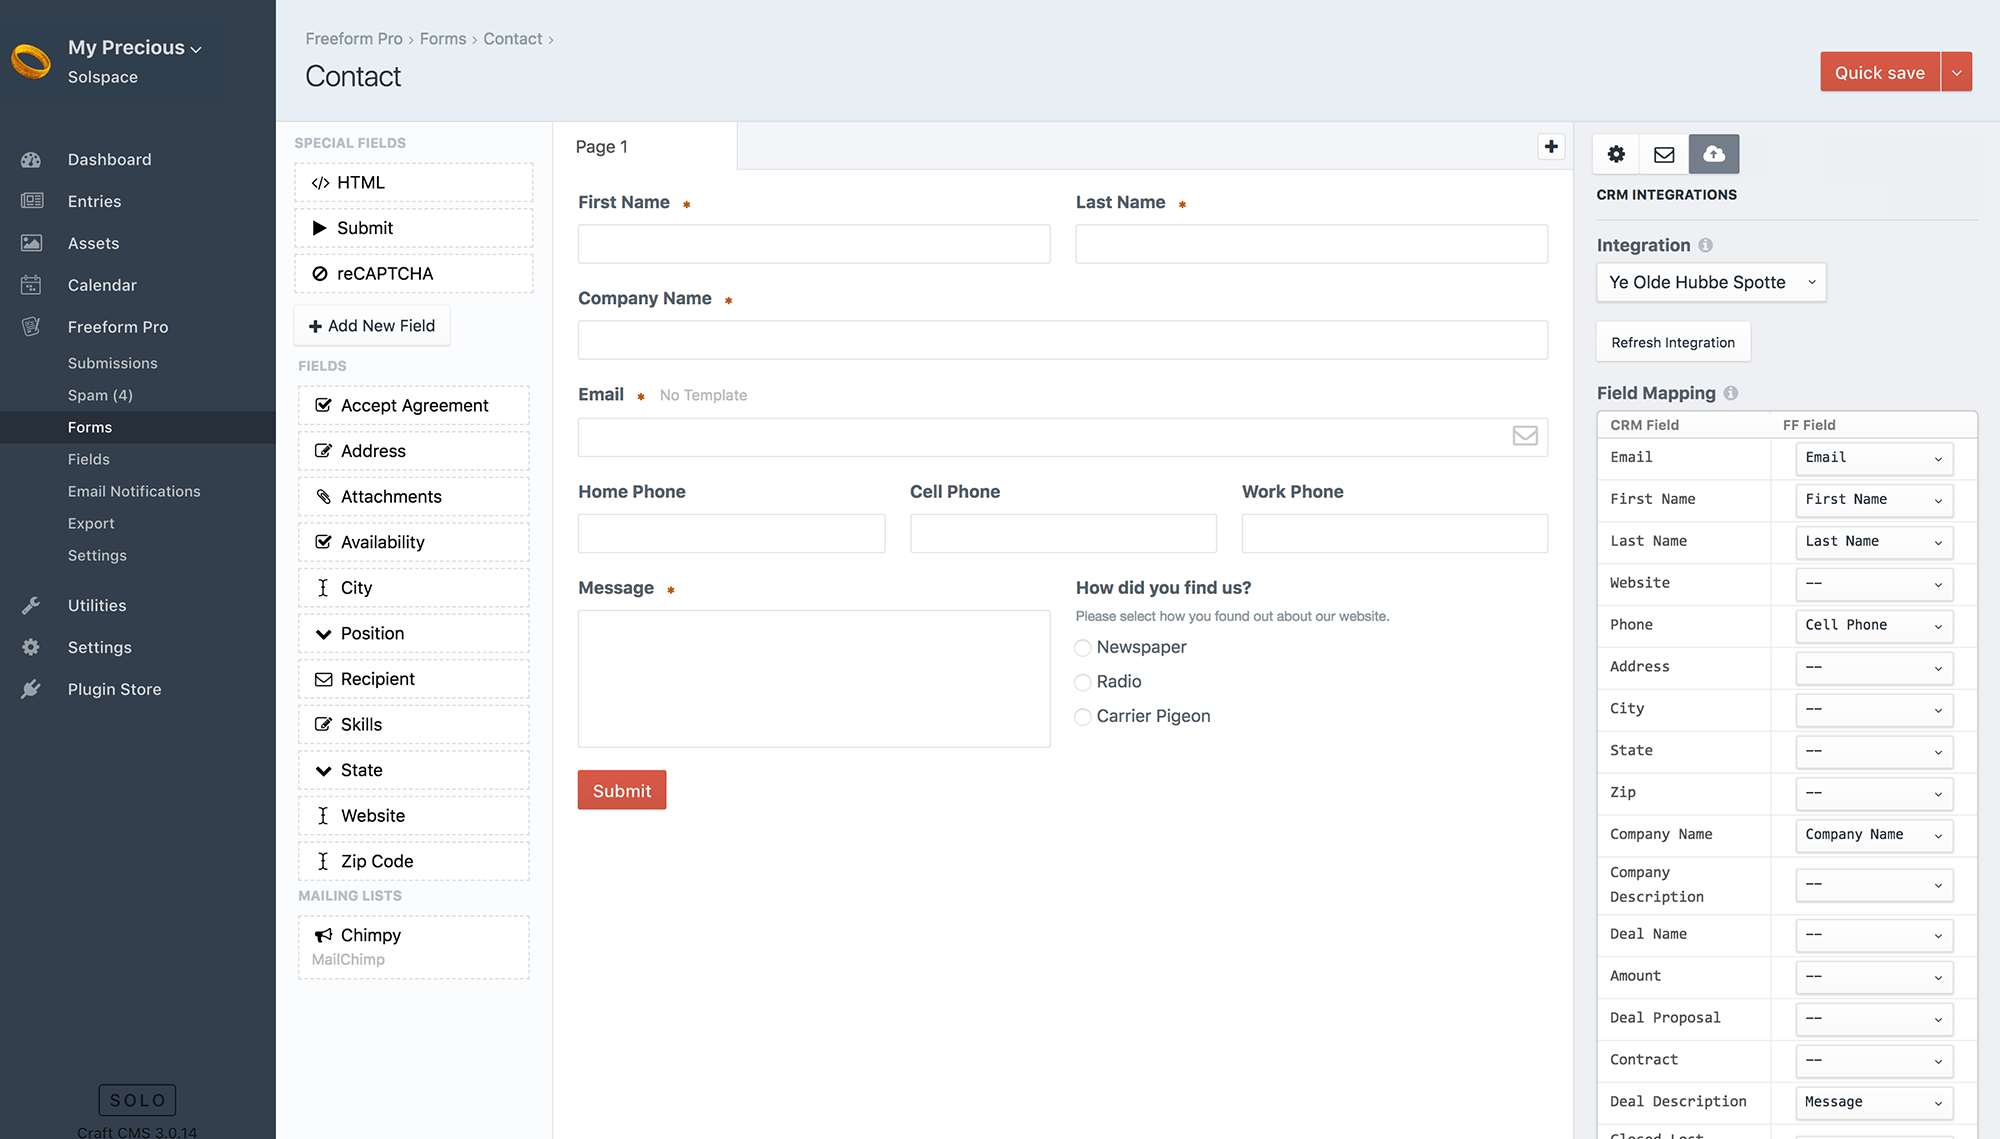 My Precious
Solspace
Dashboard
Entries
Assets
Calendar
Freeform Pro
Submissions
Spam (4)
Forms
Fields
Email Notifications
Export
Settings
Utilities
Settings
Plugin Store
SOLO
Craft CMS 3.0.14
Freeform Pro › Forms › Contact ›
Contact
Quick save
SPECIAL FIELDS
</> HTML
Submit
reCAPTCHA
+ Add New Field
FIELDS
Accept Agreement
Address
Attachments
Availability
City
Position
Recipient
Skills
State
Website
Zip Code
MAILING LISTS
Chimpy
MailChimp
Page 1
+
First Name *
Last Name *
Company Name *
Email * No Template
Home Phone
Cell Phone
Work Phone
Message *
How did you find us?
Please select how you found out about our website.
Newspaper
Radio
Carrier Pigeon
Submit
CRM INTEGRATIONS
Integration
Ye Olde Hubbe Spotte
Refresh Integration
Field Mapping
CRM Field FF Field
Email Email
First Name First Name
Last Name Last Name
Website --
Phone Cell Phone
Address --
City --
State --
Zip --
Company Name Company Name
Company
Description --
Deal Name --
Amount --
Deal Proposal --
Contract --
Deal Description Message
Closed Lost